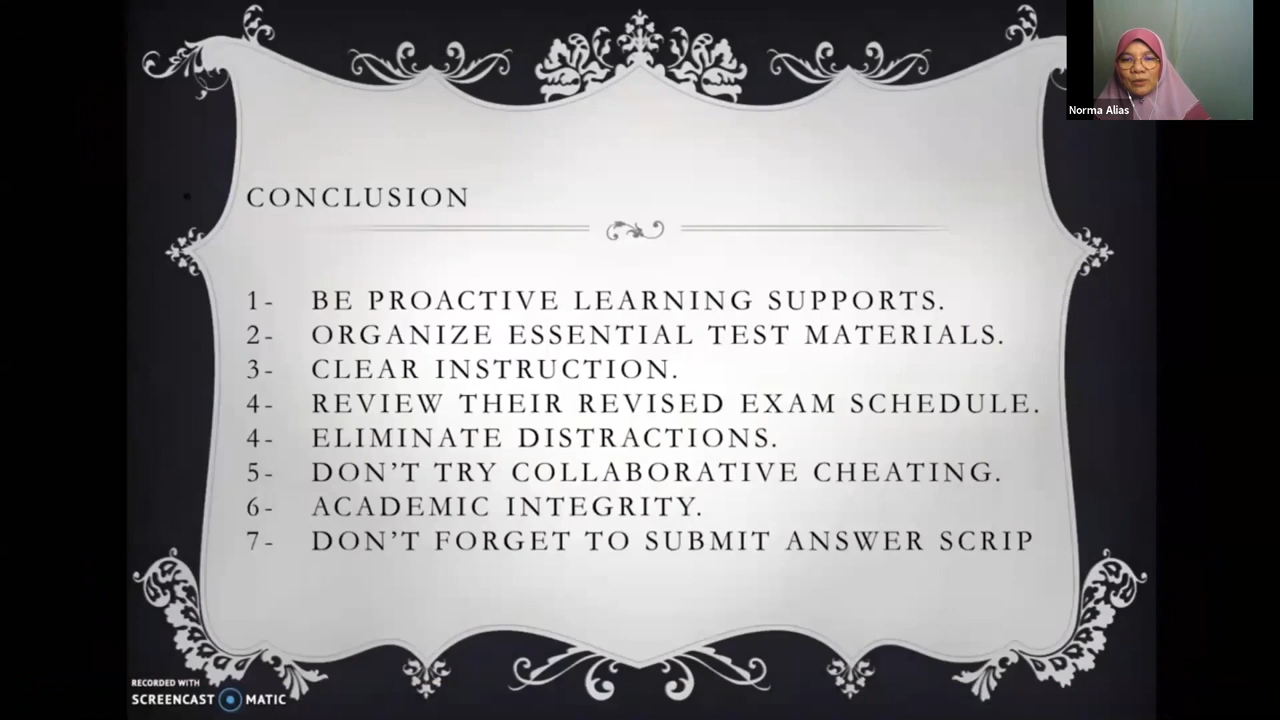 Norma Alias
CONCLUSION
1- BE PROACTIVE LEARNING SUPPORTS.
2- ORGANIZE ESSENTIAL TEST MATERIALS.
3- CLEAR INSTRUCTION.
4- REVIEW THEIR REVISED EXAM SCHEDULE.
4- ELIMINATE DISTRACTIONS.
5- DON'T TRY COLLABORATIVE CHEATING.
6- ACADEMIC INTEGRITY.
7- DON'T FORGET TO SUBMIT ANSWER SCRIP
RECORDED WITH
SCREENCAST MATIC